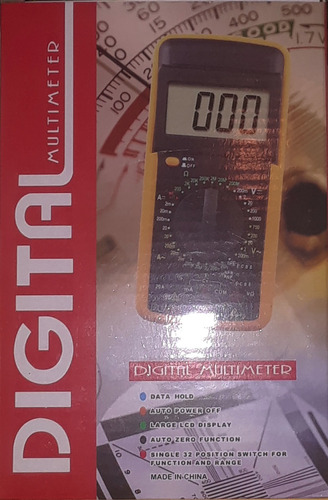 DIGITAL
MULTIMETER
000
DIGITAL MULTIMETER
DATA HOLD
AUTO POWER OFF
LARGE LCD DISPLAY
AUTO ZERO FUNCTION
SINGLE 32 POSITION SWITCH FOR
FUNCTION AND RANGE
MADE IN CHINA